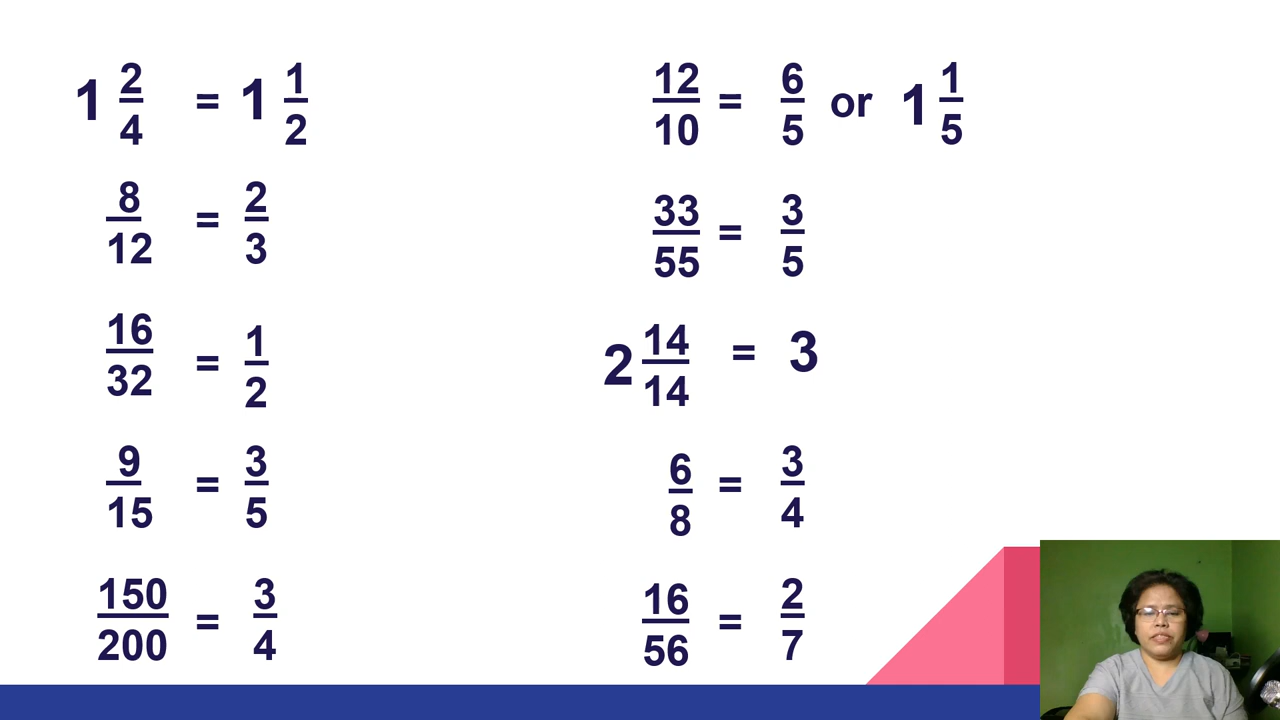 1 2/4 = 1 1/2
8/12 = 2/3
16/32 = 1/2
9/15 = 3/5
150/200 = 3/4
12/10 = 6/5 or 1 1/5
33/55 = 3/5
2 14/14 = 3
6/8 = 3/4
16/56 = 2/7